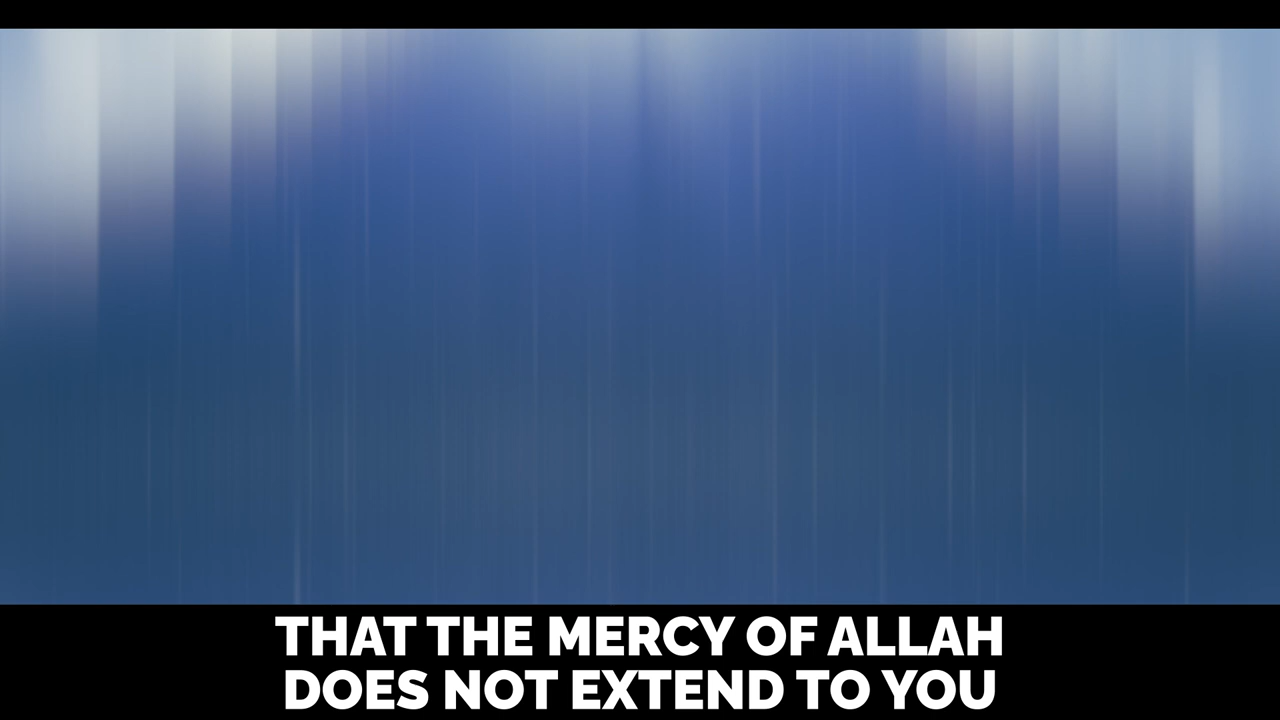 THAT THE MERCY OF ALLAH
DOES NOT EXTEND TO YOU